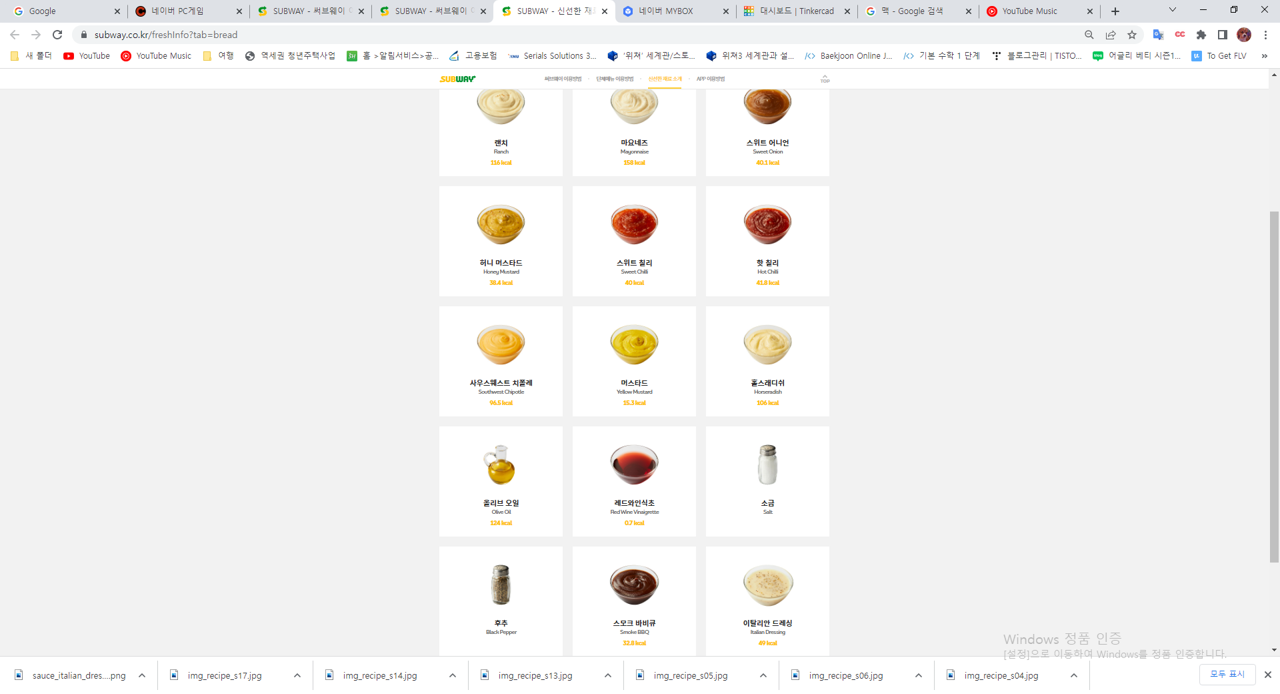 Google
네이버 PC게임
SUBWAY - 써브웨이 이
SUBWAY - 써브웨이 이
SUBWAY - 신선한 재료
네이버 MYBOX
대시보드 | Tinkercad
맥 - Google 검색
YouTube Music
subway.co.kr/freshInfo?tab=bread
새 폴더
YouTube
YouTube Music
여행
역세권 청년주택사업
홈 >알림서비스>공...
고용보험
Serials Solutions 3...
'위쳐' 세계관/스토...
위쳐3 세계관과 설...
Baekjoon Online J...
기본 수학 1 단계
블로그관리 | TISTO...
어글리 베티 시즌1...
To Get FLV
SUBWAY
써브웨이 이용방법
단체메뉴 이용방법
신선한 재료 소개
APP 이용방법
TOP
랜치
Ranch
116 kcal
마요네즈
Mayonnaise
158 kcal
스위트 어니언
Sweet Onion
40.1 kcal
허니 머스타드
Honey Mustard
38.4 kcal
스위트 칠리
Sweet Chilli
40 kcal
핫 칠리
Hot Chilli
41.8 kcal
사우스웨스트 치폴레
Southwest Chipotle
96.5 kcal
머스타드
Yellow Mustard
15.3 kcal
홀스래디쉬
Horseradish
106 kcal
올리브 오일
Olive Oil
124 kcal
레드와인식초
Red Wine Vinaigrette
0.7 kcal
소금
Salt
후추
Black Pepper
스모크 바비큐
Smoke BBQ
32.8 kcal
이탈리안 드레싱
Italian Dressing
49 kcal
Windows 정품 인증
[설정]으로 이동하여 Windows를 정품 인증합니다.
sauce_italian_dres....png
img_recipe_s17.jpg
img_recipe_s14.jpg
img_recipe_s13.jpg
img_recipe_s05.jpg
img_recipe_s06.jpg
img_recipe_s04.jpg
모두 표시